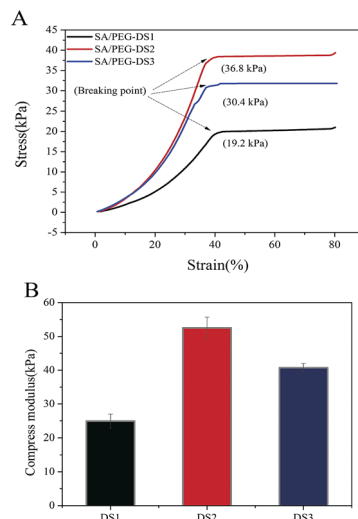 A
SA/PEG-DS1
SA/PEG-DS2
SA/PEG-DS3
(36.8 kPa)
(Breaking point)
(30.4 kPa)
(19.2 kPa)
Stress(kPa)
45
40
35
30
25
20
15
10
5
0
-5
0 20 40 60 80
Strain(%)
B
Compress modulus(kPa)
60
50
40
30
20
10
0
DS1 DS2 DS3